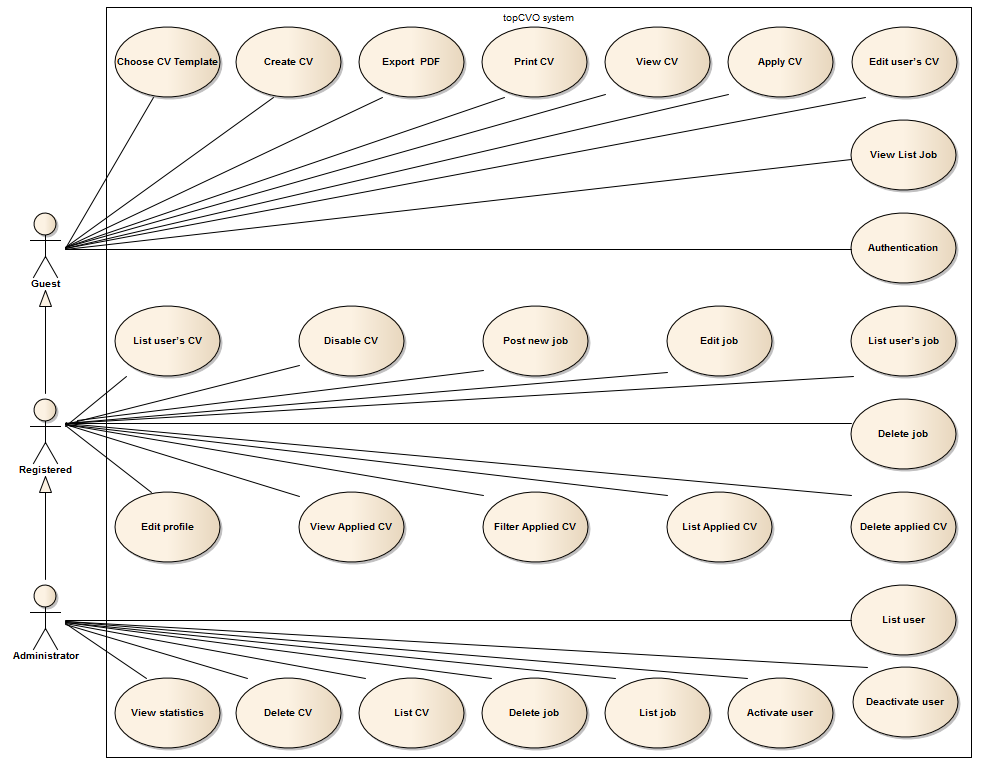 topCVO system
Choose CV Template
Create CV
Export PDF
Print CV
View CV
Apply CV
Edit user's CV
View List Job
Authentication
Guest
List user's CV
Disable CV
Post new job
Edit job
List user's job
Delete job
Registered
Edit profile
View Applied CV
Filter Applied CV
List Applied CV
Delete applied CV
List user
Administrator
View statistics
Delete CV
List CV
Delete job
List job
Activate user
Deactivate user